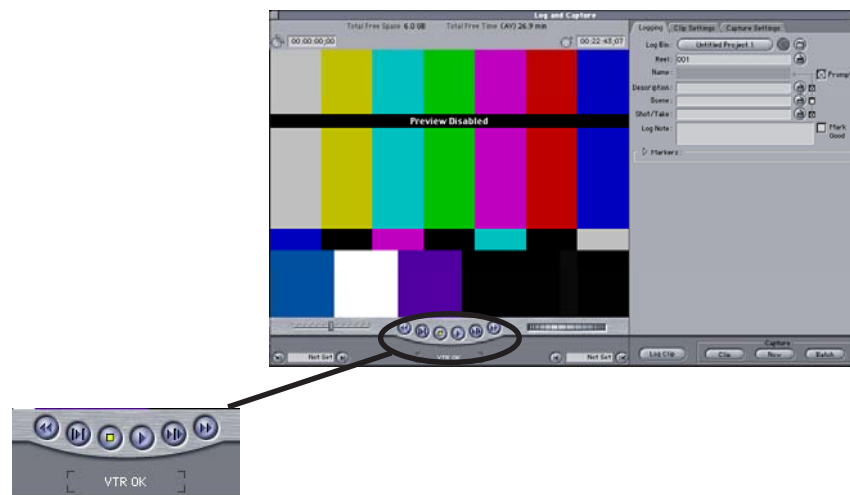 Log and Capture
Total Free Space 6.0 GB Total Free Time (AV) 26.9 min
00:00:00;00 00:22:43;07
Logging Clip Settings Capture Settings
Log Bin: Untitled Project 1
Reel: 001
Name: Prompt
Description:
Scene:
Shot/Take:
Log Note: Mark Good
Markers:
Preview Disabled
Not Set VTR OK Not Set
Log Clip
Capture
Clip Now Batch
VTR OK